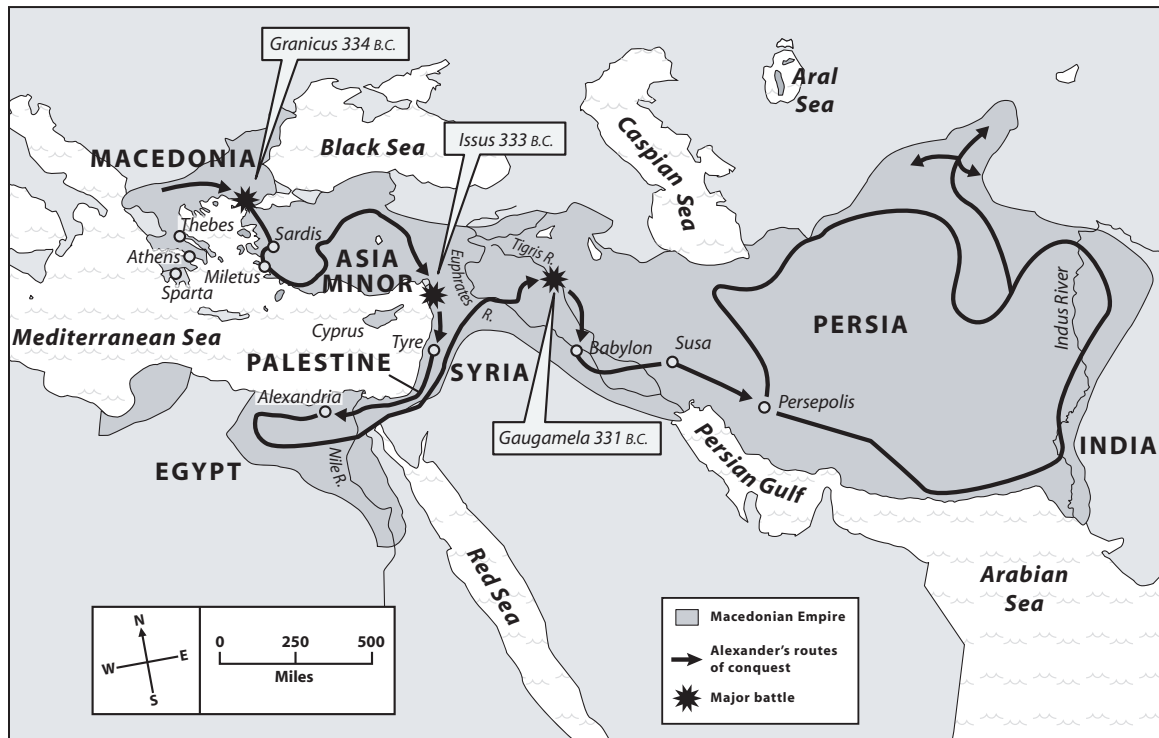 Granicus 334 B.C.
Aral
Sea
Issus 333 B.C.
Caspian Sea
Black Sea
MACEDONIA
Thebes
Sardis
Tigris R.
Athens
ASIA
MINOR
Miletus
Euphrates
R.
Sparta
Indus River
PERSIA
Mediterranean Sea
Cyprus
Tyre
Babylon
Susa
PALESTINE
SYRIA
Alexandria
Persepolis
Gaugamela 331 B.C.
INDIA
EGYPT
Nile R.
Persian Gulf
Red Sea
Arabian
Sea
N
W
E
S
0 250 500
Miles
Macedonian Empire
Alexander's routes
of conquest
Major battle